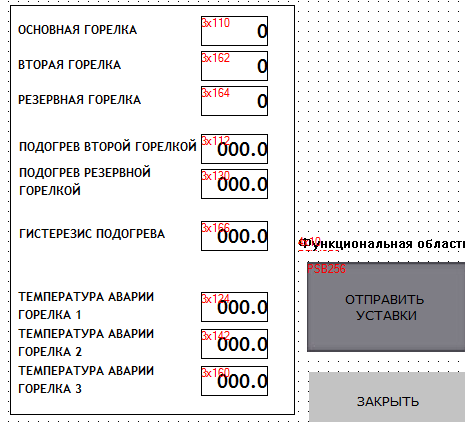 ОСНОВНАЯ ГОРЕЛКА 3x110 0
ВТОРАЯ ГОРЕЛКА 3x162 0
РЕЗЕРВНАЯ ГОРЕЛКА 3x164 0
ПОДОГРЕВ ВТОРОЙ ГОРЕЛКОЙ 3x112 000.0
ПОДОГРЕВ РЕЗЕРВНОЙ
ГОРЕЛКОЙ 3x130 000.0
ГИСТЕРЕЗИС ПОДОГРЕВА 3x166 000.0
Функциональная област
PSB256
ОТПРАВИТЬ
УСТАВКИ
ТЕМПЕРАТУРА АВАРИИ
ГОРЕЛКА 1 3x124 000.0
ТЕМПЕРАТУРА АВАРИИ
ГОРЕЛКА 2 3x142 000.0
ТЕМПЕРАТУРА АВАРИИ
ГОРЕЛКА 3 3x160 000.0
ЗАКРЫТЬ